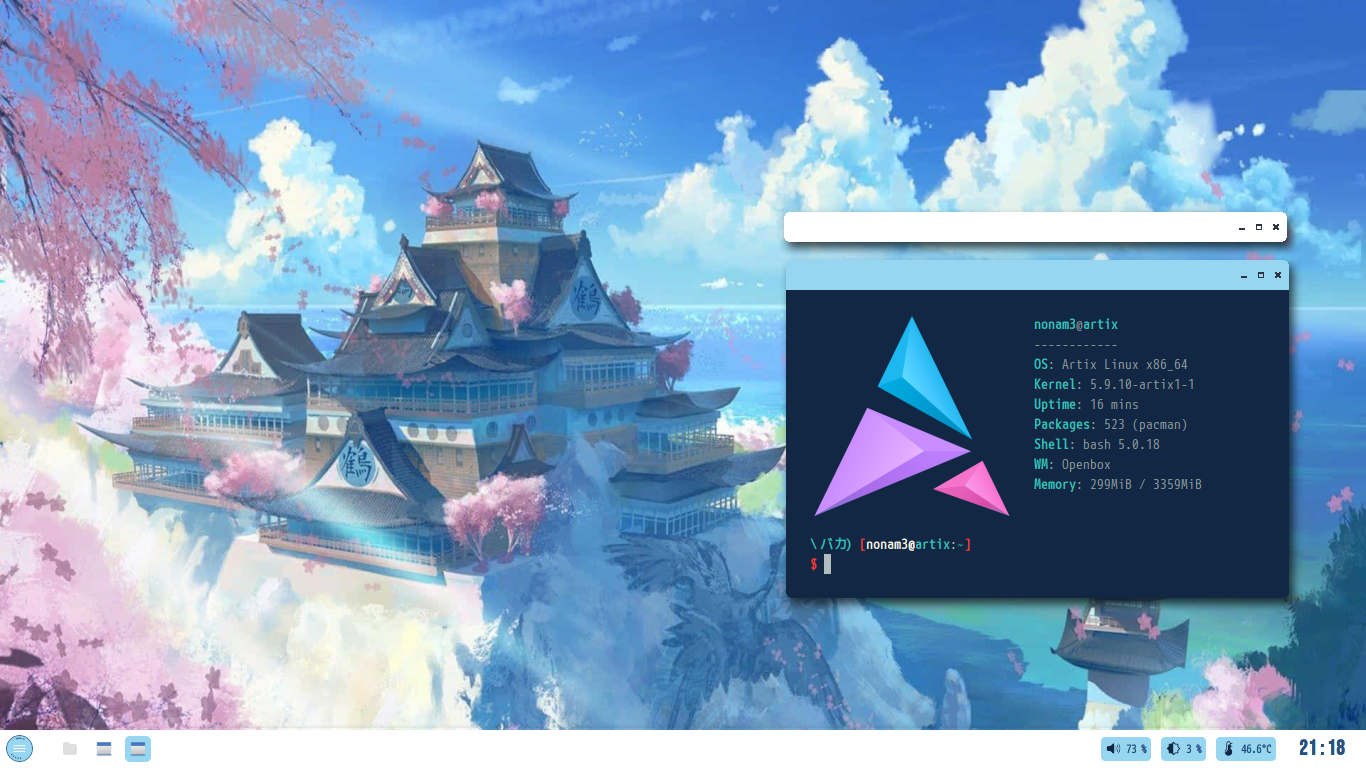 鶴
鶴
nonam3@artix
------------
OS: Artix Linux x86_64
Kernel: 5.9.10-artix1-1
Uptime: 16 mins
Packages: 523 (pacman)
Shell: bash 5.0.18
WM: Openbox
Memory: 299MiB / 3359MiB
\バカ) [nonam3@artix:~]
$
73 % 3 % 46.6°C 21:18